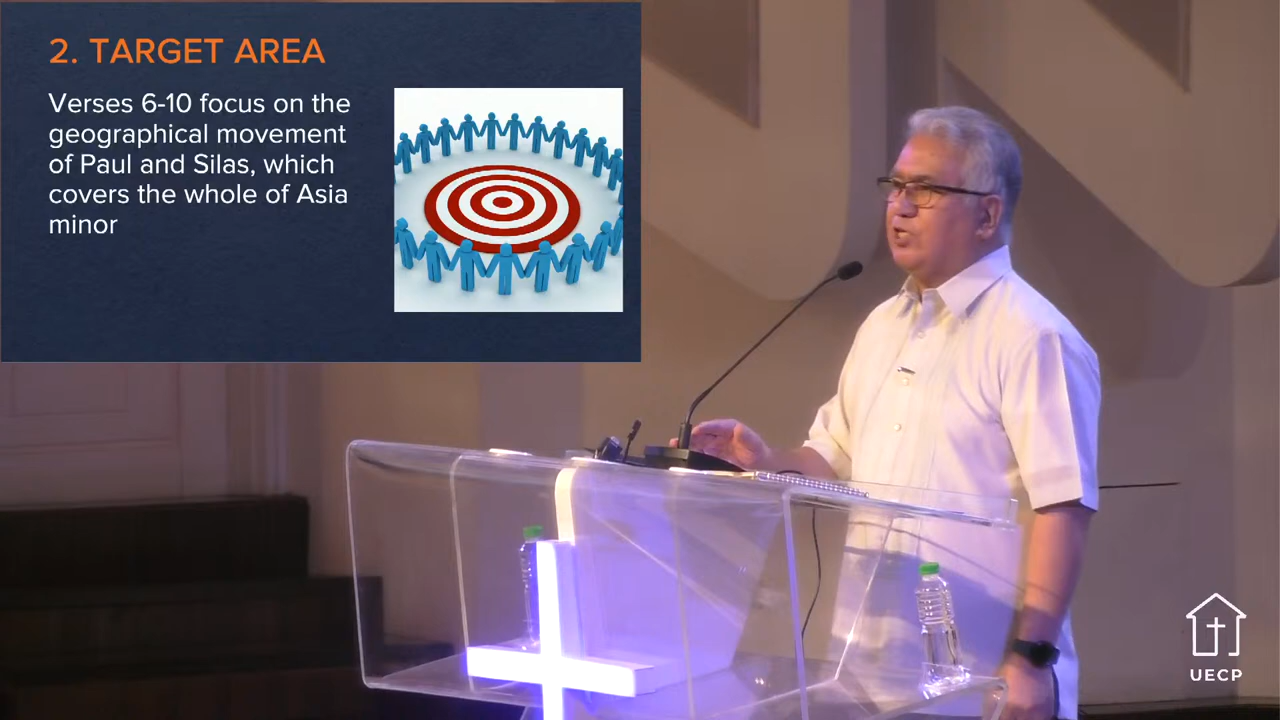 2. TARGET AREA
Verses 6-10 focus on the
geographical movement
of Paul and Silas, which
covers the whole of Asia
minor
UECP